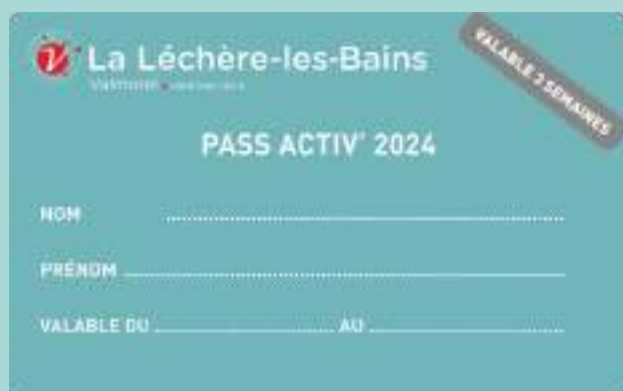 La Léchère-les-Bains
VALABLE 3 SEMAINES
PASS ACTIV' 2024
NOM
PRÉNOM
VALABLE DU AU